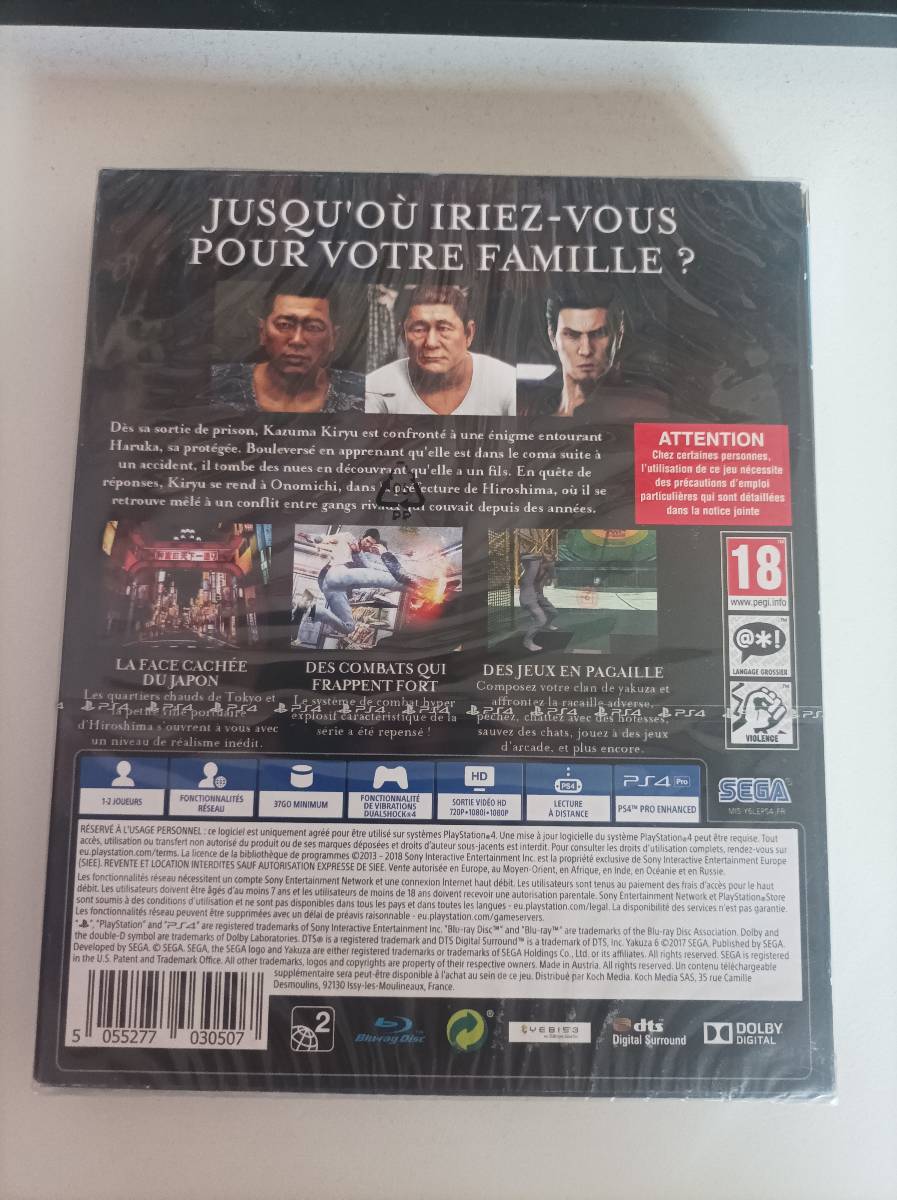 JUSQU'OÙ IRIEZ-VOUS
POUR VOTRE FAMILLE ?
Dès sa sortie de prison, Kazuma Kiryu est confronté à une énigme entourant
Haruka, sa protégée. Bouleversé en apprenant qu'elle est dans le coma suite à
un accident, il tombe des nues en découvrant qu'elle a un fils. En quête de
réponses, Kiryu se rend à Onomichi, dans la préfecture de Hiroshima, où il se
retrouve mêlé à un conflit entre gangs rivaux qui couvait depuis des années.
PP
ATTENTION
Chez certaines personnes,
l'utilisation de ce jeu nécessite
des précautions d'emploi
particulières qui sont détaillées
dans la notice jointe
18
www.pegi.info
@*!
LANGAGE GROSSIER
VIOLENCE
LA FACE CACHÉE
DU JAPON
Les quartiers chauds de Tokyo et
la petite ville portuaire
d'Hiroshima s'ouvrent à vous avec
un niveau de réalisme inédit.
DES COMBATS QUI
FRAPPENT FORT
Le système de combat hyper
explosif caractéristique de la
série a été repensé !
DES JEUX EN PAGAILLE
Composez votre clan de yakuza et
affrontez la racaille adverse,
pêchez, chattez avec des hôtesses,
sauvez des chats, jouez à des jeux
d'arcade, et plus encore.
PS4 PS4 PS4 PS4 PS4 PS4
1-2 JOUEURS
FONCTIONNALITÉS
RÉSEAU
37GO MINIMUM
FONCTIONNALITÉ
DE VIBRATIONS
DUALSHOCK®4
HD
SORTIE VIDÉO HD
720P•1080I•1080P
PS4
LECTURE
À DISTANCE
PS4 Pro
PS4™ PRO ENHANCED
SEGA
MIS-Y6LEPS4_FR
RÉSERVÉ À L'USAGE PERSONNEL : ce logiciel est uniquement agréé pour être utilisé sur systèmes PlayStation®4. Une mise à jour logicielle du système PlayStation®4 peut être requise. Tout
accès, utilisation ou transfert non autorisé du produit ou de ses marques déposées et droits d'auteur sous-jacents est interdit. Pour consulter les droits d'utilisation complets, rendez-vous sur
eu.playstation.com/terms. La licence de la bibliothèque de programmes ©2013 - 2018 Sony Interactive Entertainment Inc. est la propriété exclusive de Sony Interactive Entertainment Europe
(SIEE). REVENTE ET LOCATION INTERDITES SAUF AUTORISATION EXPRESSE DE SIEE. Vente autorisée en Europe, au Moyen-Orient, en Afrique, en Inde, en Océanie et en Russie.
Les fonctionnalités réseau nécessitent un compte Sony Entertainment Network et une connexion Internet haut débit. Les utilisateurs sont tenus au paiement des frais d'accès pour le haut
débit. Les utilisateurs doivent être âgés d'au moins 7 ans et les utilisateurs de moins de 18 ans doivent recevoir une autorisation parentale. Sony Entertainment Network et PlayStation®Store
sont soumis à des conditions d'utilisation et ne sont pas disponibles dans tous les pays et dans toutes les langues - eu.playstation.com/legal. La disponibilité des services n'est pas garantie.
Les fonctionnalités réseau peuvent être supprimées avec un délai de préavis raisonnable - eu.playstation.com/gameservers.
"", "PlayStation" and "PS4" are registered trademarks of Sony Interactive Entertainment Inc. "Blu-ray Disc™" and "Blu-ray™" are trademarks of the Blu-ray Disc Association. Dolby and
the double-D symbol are trademarks of Dolby Laboratories. DTS® is a registered trademark and DTS Digital Surround™ is a trademark of DTS, Inc. Yakuza 6 ©2017 SEGA. Published by SEGA.
Developed by SEGA. © SEGA. SEGA, the SEGA logo and Yakuza are either registered trademarks or trademarks of SEGA Holdings Co., Ltd. or its affiliates. All rights reserved. SEGA is registered
in the U.S. Patent and Trademark Office. All other trademarks, logos and copyrights are property of their respective owners. Made in Austria. All rights reserved. Un contenu téléchargeable
supplémentaire sera peut-être disponible à l'achat au sein de ce jeu. Distribué par Koch Media. Koch Media SAS, 35 rue Camille
Desmoulins, 92130 Issy-les-Moulineaux, France.
5 055277 030507
2
Blu-ray Disc™
YEBIS3
dts
Digital Surround
DOLBY
DIGITAL